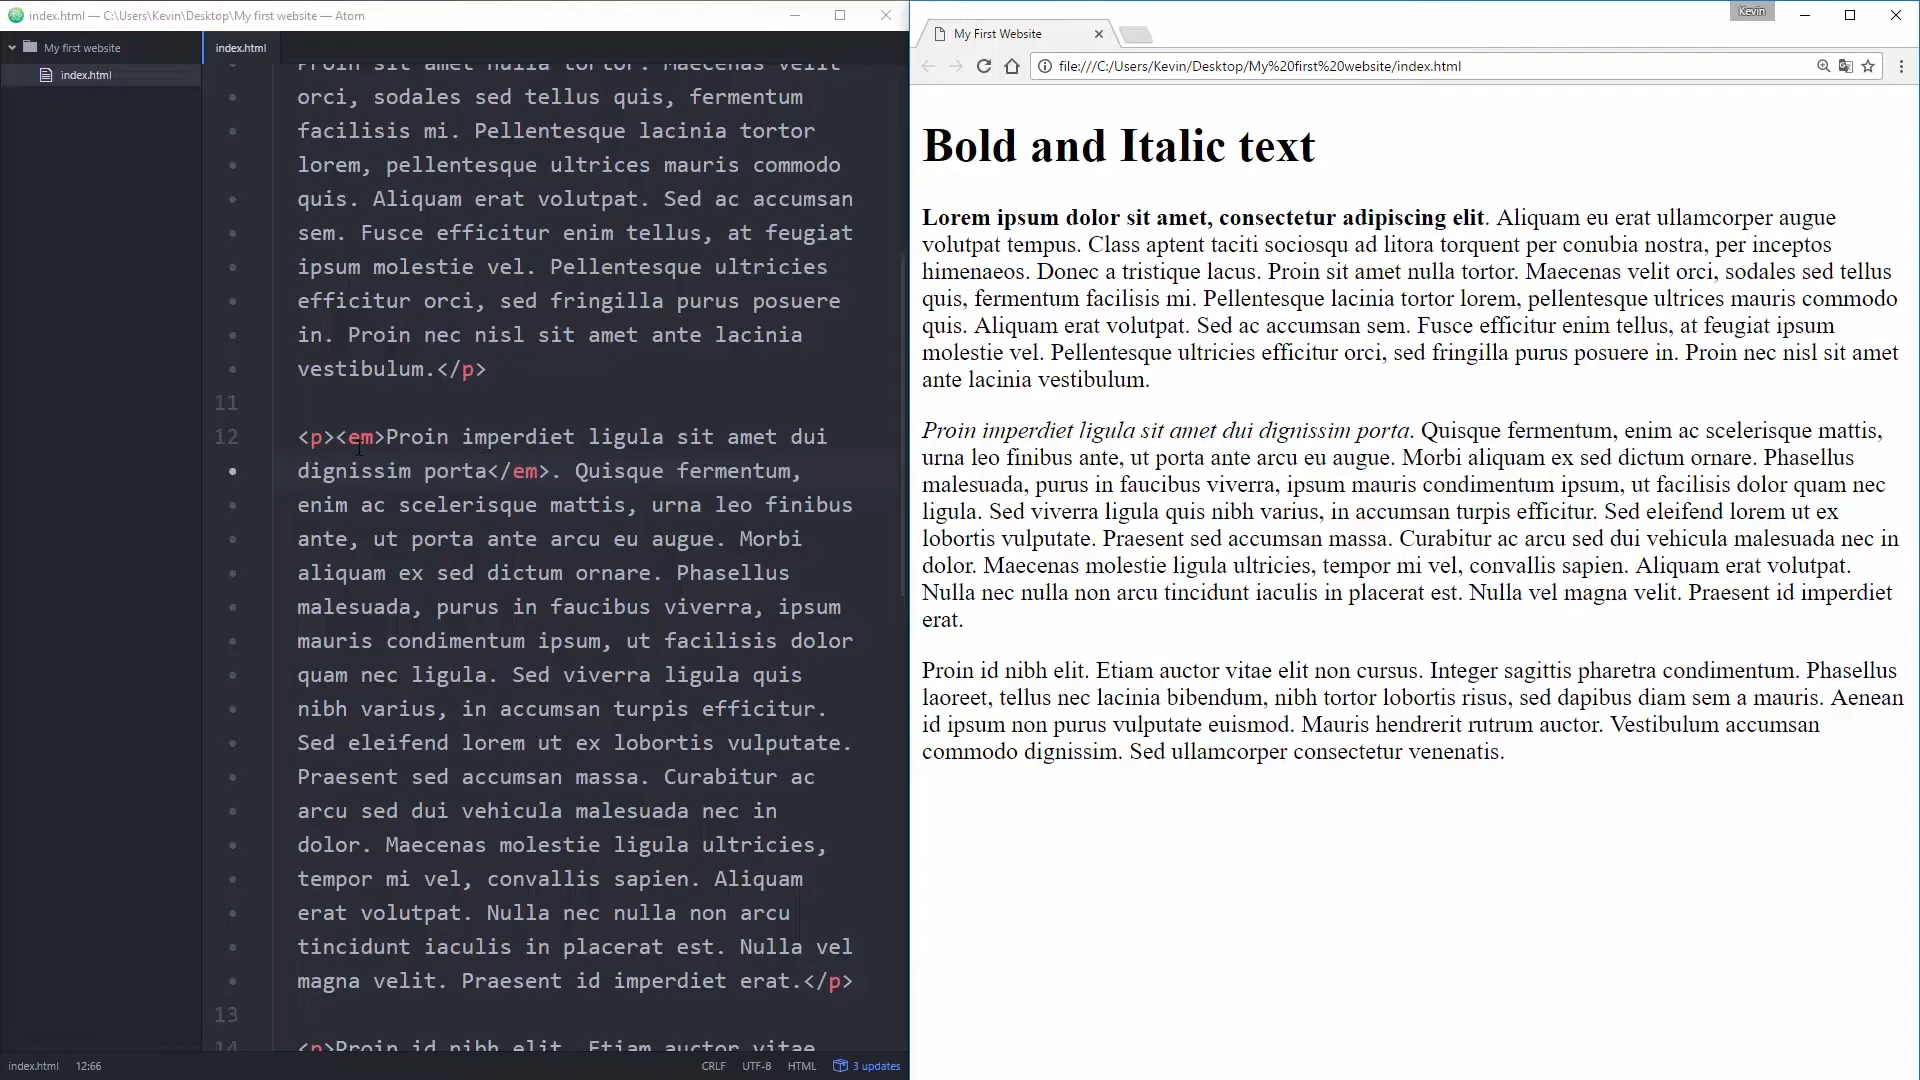 index.html — C:\Users\Kevin\Desktop\My first website — Atom
My first website
index.html
index.html
Proin sit amet nulla tortor. Maecenas velit
orci, sodales sed tellus quis, fermentum
facilisis mi. Pellentesque lacinia tortor
lorem, pellentesque ultrices mauris commodo
quis. Aliquam erat volutpat. Sed ac accumsan
sem. Fusce efficitur enim tellus, at feugiat
ipsum molestie vel. Pellentesque ultricies
efficitur orci, sed fringilla purus posuere
in. Proin nec nisl sit amet ante lacinia
vestibulum.</p>
11
12 <p><em>Proin imperdiet ligula sit amet dui
dignissim porta</em>. Quisque fermentum,
enim ac scelerisque mattis, urna leo finibus
ante, ut porta ante arcu eu augue. Morbi
aliquam ex sed dictum ornare. Phasellus
malesuada, purus in faucibus viverra, ipsum
mauris condimentum ipsum, ut facilisis dolor
quam nec ligula. Sed viverra ligula quis
nibh varius, in accumsan turpis efficitur.
Sed eleifend lorem ut ex lobortis vulputate.
Praesent sed accumsan massa. Curabitur ac
arcu sed dui vehicula malesuada nec in
dolor. Maecenas molestie ligula ultricies,
tempor mi vel, convallis sapien. Aliquam
erat volutpat. Nulla nec nulla non arcu
tincidunt iaculis in placerat est. Nulla vel
magna velit. Praesent id imperdiet erat.</p>
13
14 <p>Proin id nibh elit. Etiam auctor vitae
index.html 12:66 CRLF UTF-8 HTML 3 updates
Kevin
My First Website
file:///C:/Users/Kevin/Desktop/My%20first%20website/index.html
Bold and Italic text
Lorem ipsum dolor sit amet, consectetur adipiscing elit. Aliquam eu erat ullamcorper augue
volutpat tempus. Class aptent taciti sociosqu ad litora torquent per conubia nostra, per inceptos
himenaeos. Donec a tristique lacus. Proin sit amet nulla tortor. Maecenas velit orci, sodales sed tellus
quis, fermentum facilisis mi. Pellentesque lacinia tortor lorem, pellentesque ultrices mauris commodo
quis. Aliquam erat volutpat. Sed ac accumsan sem. Fusce efficitur enim tellus, at feugiat ipsum
molestie vel. Pellentesque ultricies efficitur orci, sed fringilla purus posuere in. Proin nec nisl sit amet
ante lacinia vestibulum.
Proin imperdiet ligula sit amet dui dignissim porta. Quisque fermentum, enim ac scelerisque mattis,
urna leo finibus ante, ut porta ante arcu eu augue. Morbi aliquam ex sed dictum ornare. Phasellus
malesuada, purus in faucibus viverra, ipsum mauris condimentum ipsum, ut facilisis dolor quam nec
ligula. Sed viverra ligula quis nibh varius, in accumsan turpis efficitur. Sed eleifend lorem ut ex
lobortis vulputate. Praesent sed accumsan massa. Curabitur ac arcu sed dui vehicula malesuada nec in
dolor. Maecenas molestie ligula ultricies, tempor mi vel, convallis sapien. Aliquam erat volutpat.
Nulla nec nulla non arcu tincidunt iaculis in placerat est. Nulla vel magna velit. Praesent id imperdiet
erat.
Proin id nibh elit. Etiam auctor vitae elit non cursus. Integer sagittis pharetra condimentum. Phasellus
laoreet, tellus nec lacinia bibendum, nibh tortor lobortis risus, sed dapibus diam sem a mauris. Aenean
id ipsum non purus vulputate euismod. Mauris hendrerit rutrum auctor. Vestibulum accumsan
commodo dignissim. Sed ullamcorper consectetur venenatis.